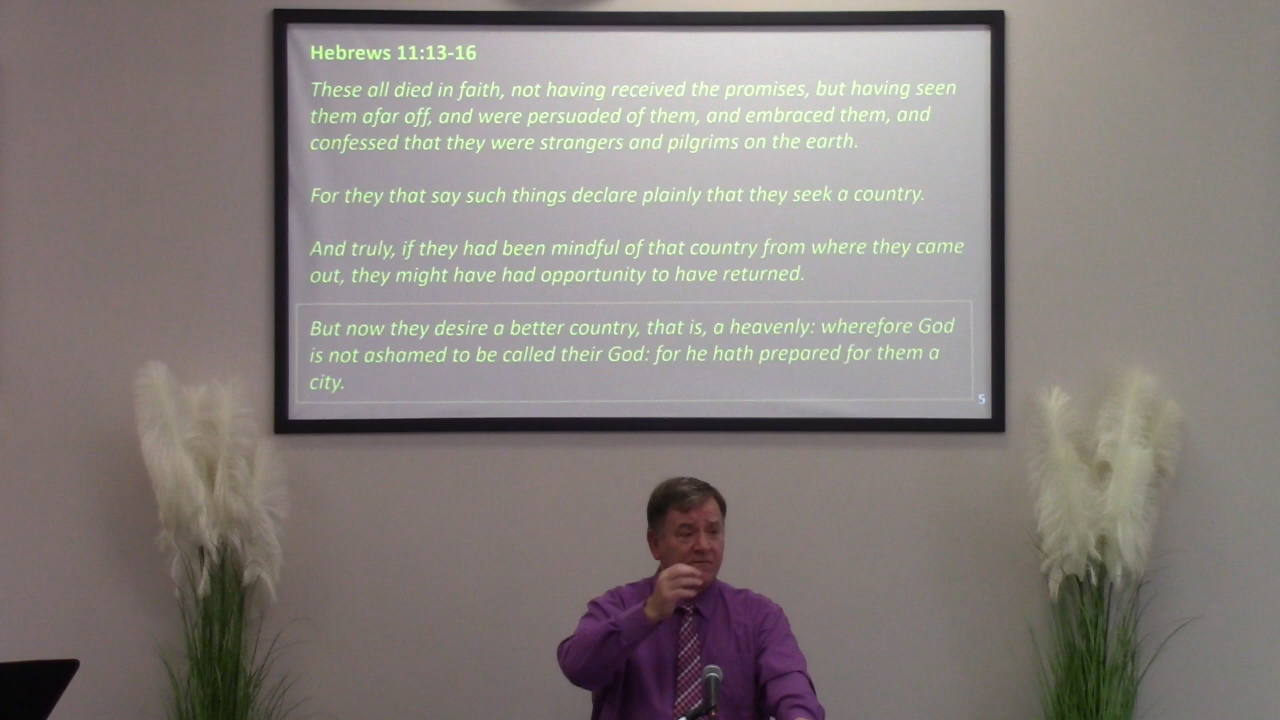 Hebrews 11:13-16
These all died in faith, not having received the promises, but having seen
them afar off, and were persuaded of them, and embraced them, and
confessed that they were strangers and pilgrims on the earth.
For they that say such things declare plainly that they seek a country.
And truly, if they had been mindful of that country from where they came
out, they might have had opportunity to have returned.
But now they desire a better country, that is, a heavenly: wherefore God
is not ashamed to be called their God: for he hath prepared for them a
city.
5